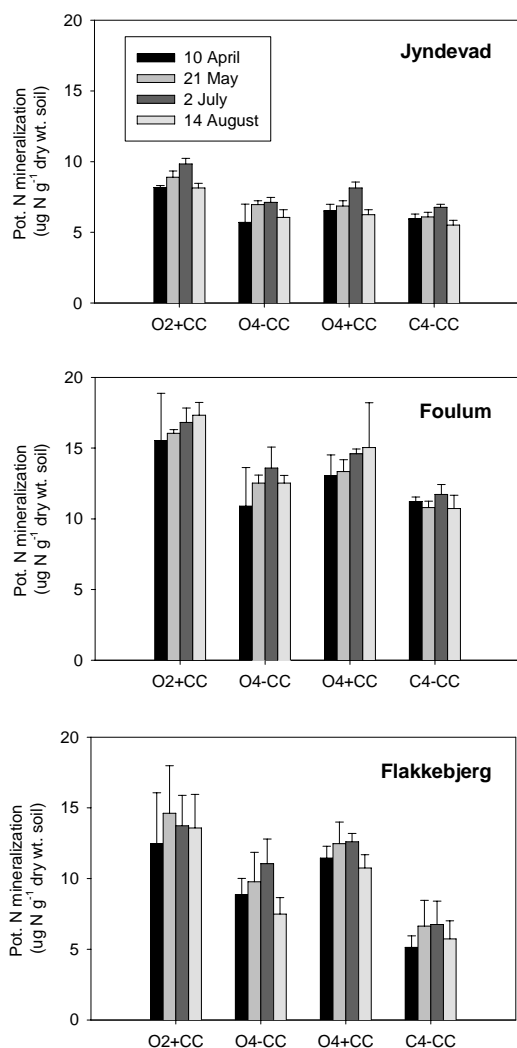 20
15
10
5
0
Pot. N mineralization
(ug N g⁻¹ dry wt. soil)
Jyndevad
10 April
21 May
2 July
14 August
O2+CC O4-CC O4+CC C4-CC
20
15
10
5
0
Pot. N mineralization
(ug N g⁻¹ dry wt. soil)
Foulum
O2+CC O4-CC O4+CC C4-CC
20
15
10
5
0
Pot. N mineralization
(ug N g⁻¹ dry wt. soil)
Flakkebjerg
O2+CC O4-CC O4+CC C4-CC